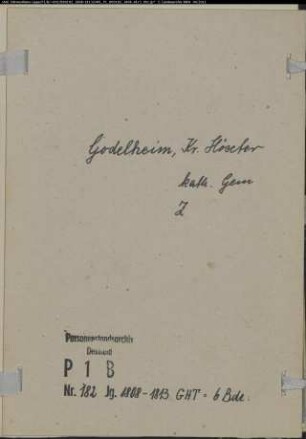 Godelheim, Kr. Höxter
kath. Gem
Z
Personenstandsarchiv
Detmold
P 1 B
Nr. 182 Jg. 1808-1813 GHT = 6 Bde.